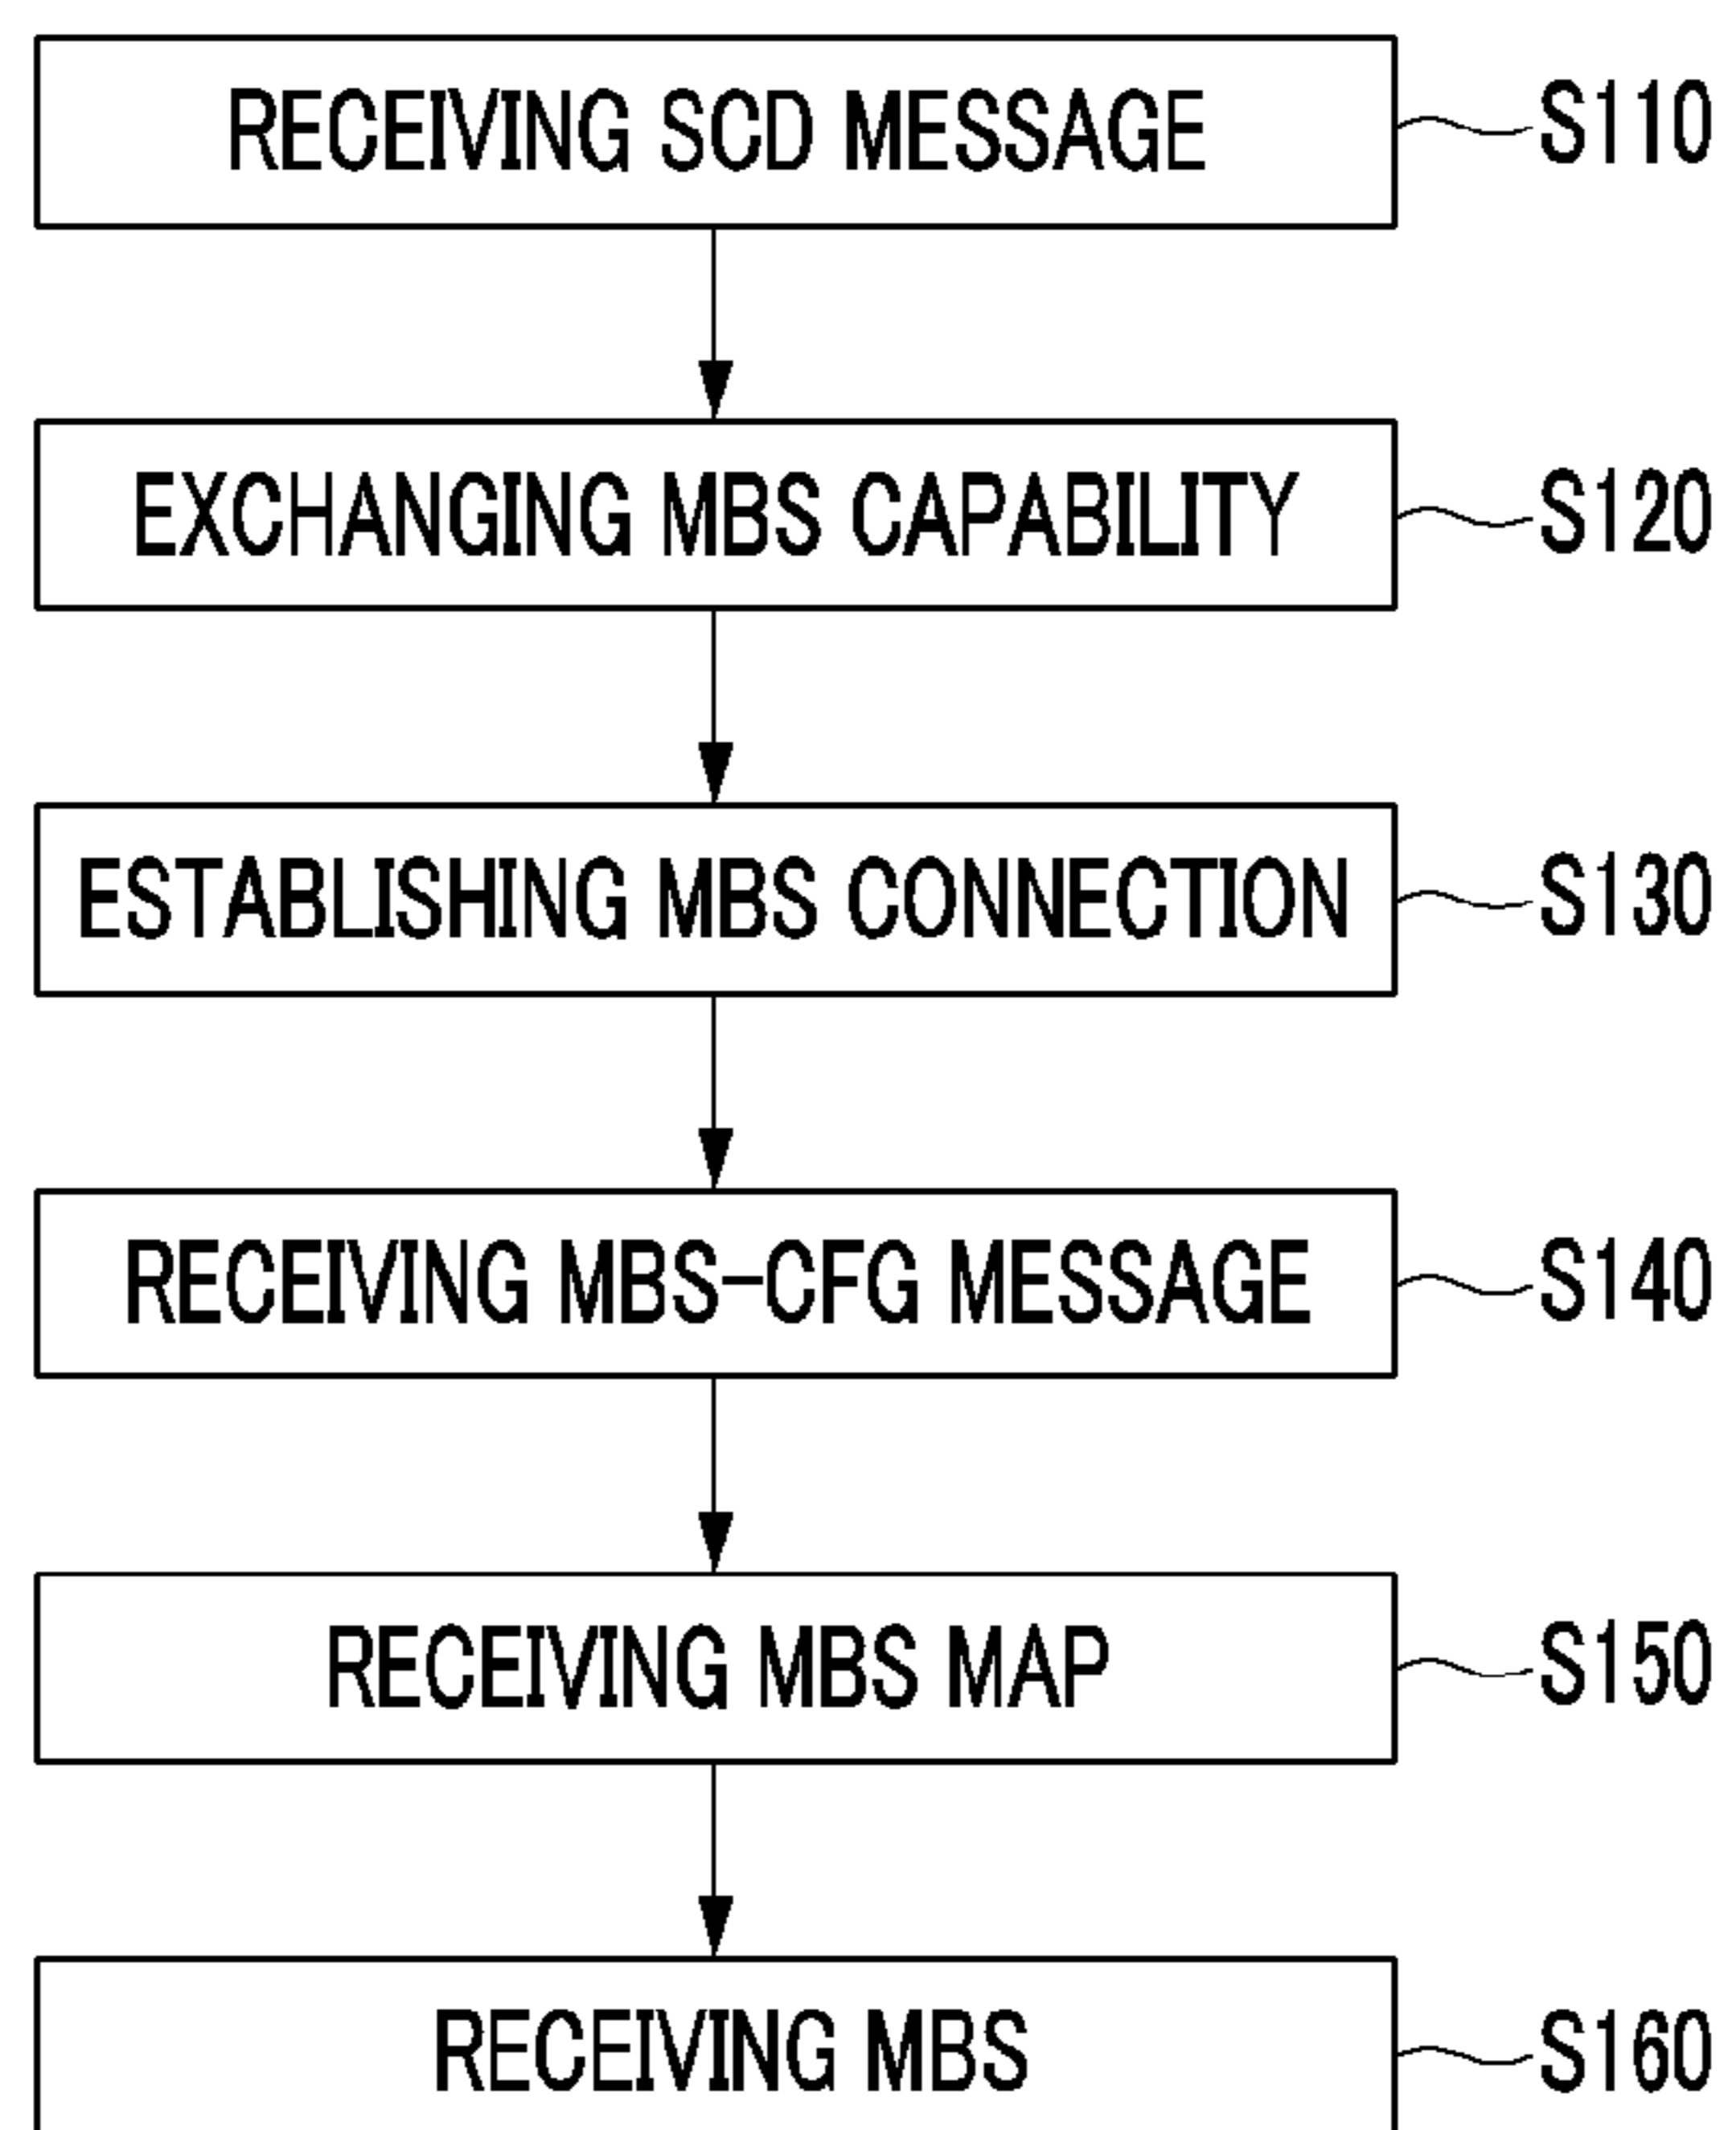 RECEIVING SCD MESSAGE S110
EXCHANGING MBS CAPABILITY S120
ESTABLISHING MBS CONNECTION S130
RECEIVING MBS-CFG MESSAGE S140
RECEIVING MBS MAP S150
RECEIVING MBS S160